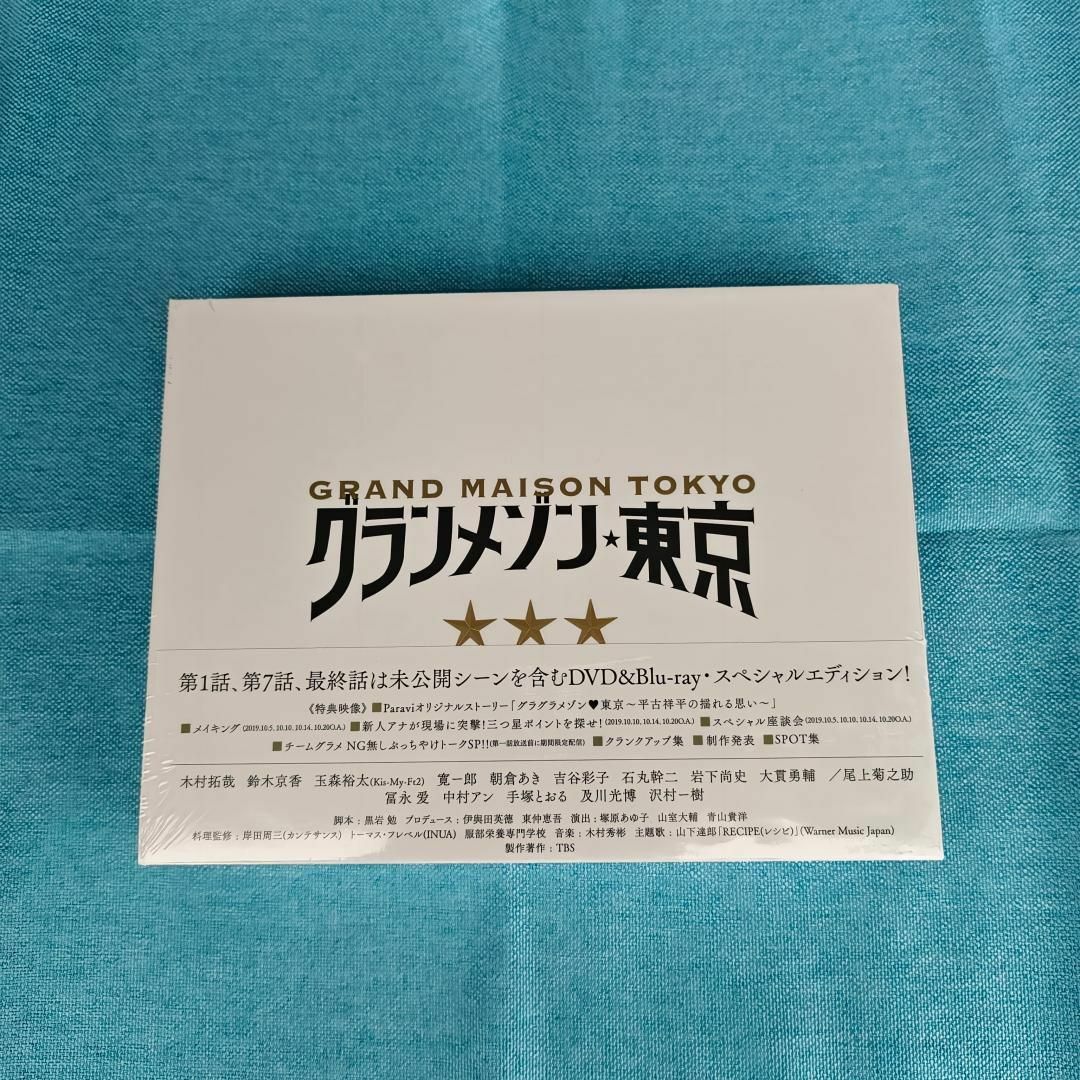 GRAND MAISON TOKYO
グランメゾン★東京
★★★
第1話、第7話、最終話は未公開シーンを含むDVD&Blu-ray・スペシャルエディション!
《特典映像》■Paraviオリジナルストーリー「グラグラメゾン♥東京〜平古祥平の揺れる思い〜」
■メイキング(2019.10.5、10.10、10.14、10.20O.A.) ■新人アナが現場に突撃!三つ星ポイントを探せ!(2019.10.10、10.14、10.20O.A.) ■スペシャル座談会(2019.10.5、10.10、10.14、10.20O.A.)
■チームグラメ NG無しぶっちゃけトークSP!!(第一話放送前に期間限定配信) ■クランクアップ集 ■制作発表 ■SPOT集
木村拓哉 鈴木京香 玉森裕太(Kis-My-Ft2) 寛一郎 朝倉あき 吉谷彩子 石丸幹二 岩下尚史 大貫勇輔 /尾上菊之助
冨永 愛 中村アン 手塚とおる 及川光博 沢村一樹
脚本:黒岩 勉 プロデュース:伊與田英徳 東仲恵吾 演出:塚原あゆ子 山室大輔 青山貴洋
料理監修:岸田周三(カンテサンス) トーマス・フレベル(INUA) 服部栄養専門学校 音楽:木村秀彬 主題歌:山下達郎「RECIPE(レシピ)」(Warner Music Japan)
製作著作:TBS